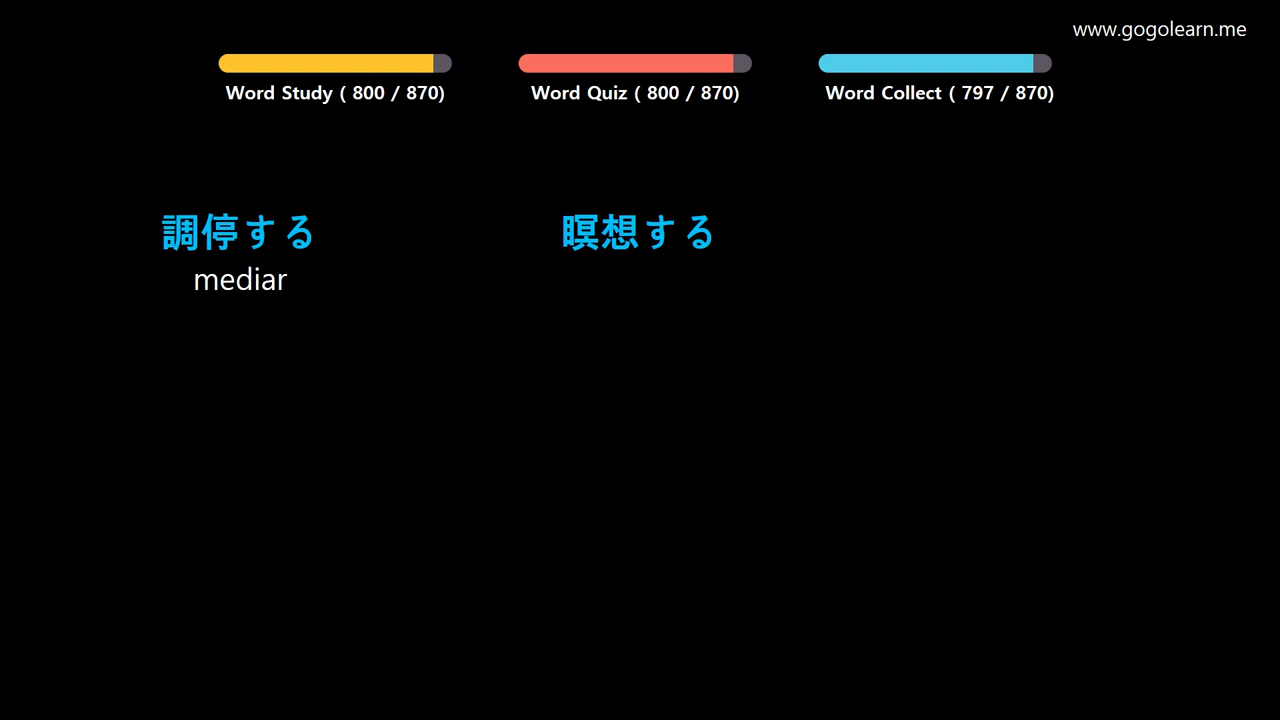 www.gogolearn.me
Word Study ( 800 / 870)
Word Quiz ( 800 / 870)
Word Collect ( 797 / 870)
調停する
mediar
瞑想する